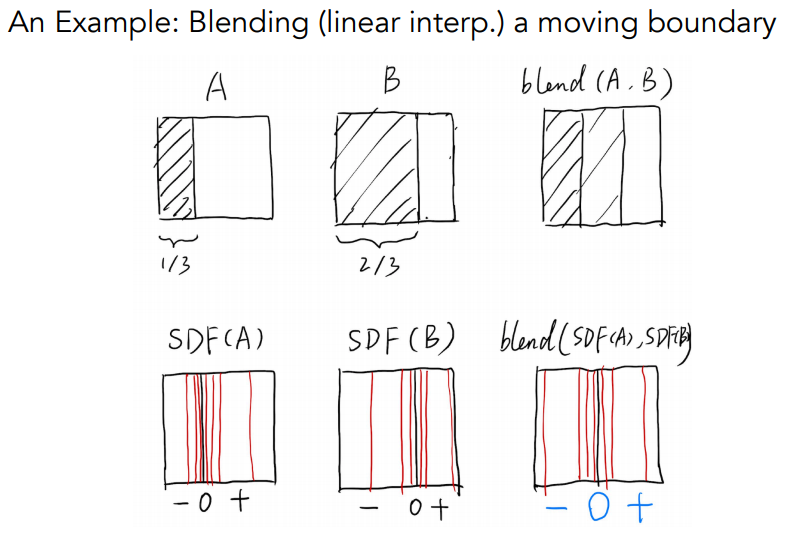 An Example: Blending (linear interp.) a moving boundary
A B blend (A, B)
1/3 2/3
SDF(A) SDF(B) blend(SDF(A), SDF(B))
- 0 + - 0 + - 0 +